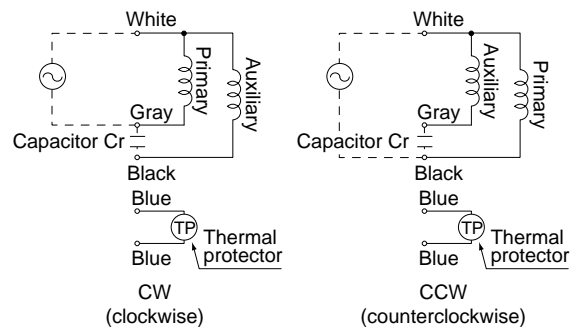 White
Primary
Auxiliary
Gray
Capacitor Cr
Black
Blue
TP
Blue
Thermal
protector
CW
(clockwise)
White
Auxiliary
Primary
Gray
Capacitor Cr
Black
Blue
TP
Blue
Thermal
protector
CCW
(counterclockwise)